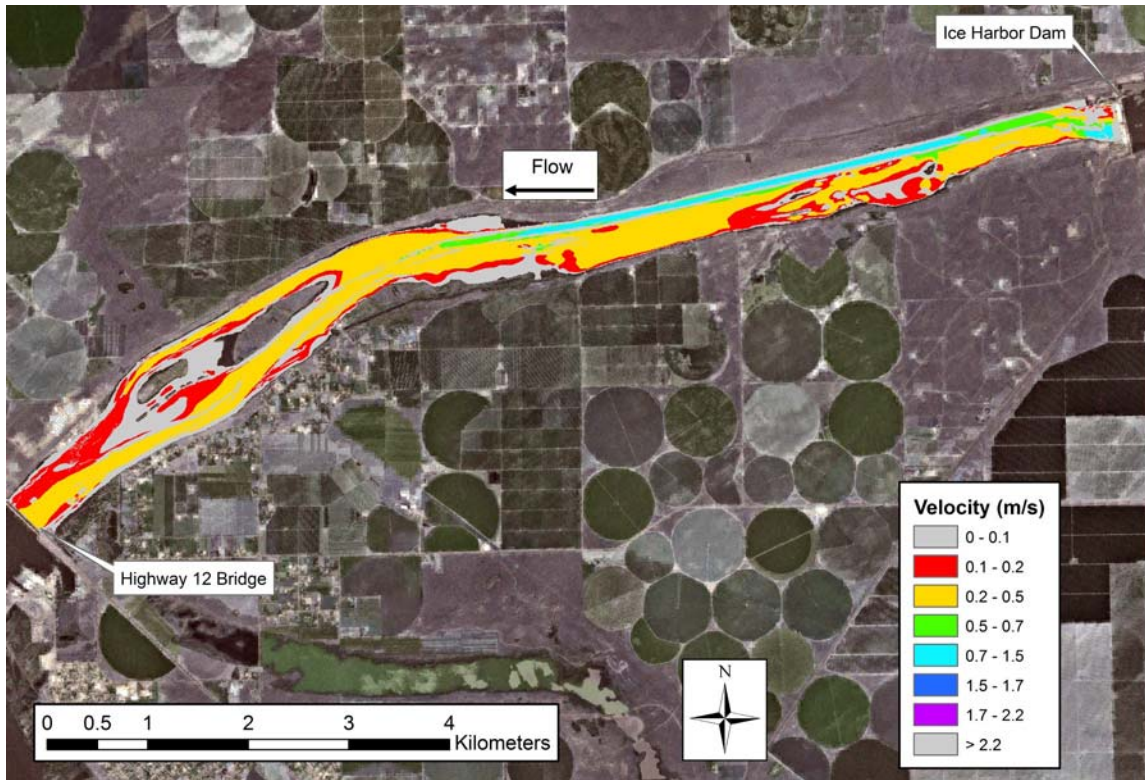 Ice Harbor Dam
Flow
Highway 12 Bridge
Velocity (m/s)
0 - 0.1
0.1 - 0.2
0.2 - 0.5
0.5 - 0.7
0.7 - 1.5
1.5 - 1.7
1.7 - 2.2
> 2.2
N
0 0.5 1 2 3 4
Kilometers